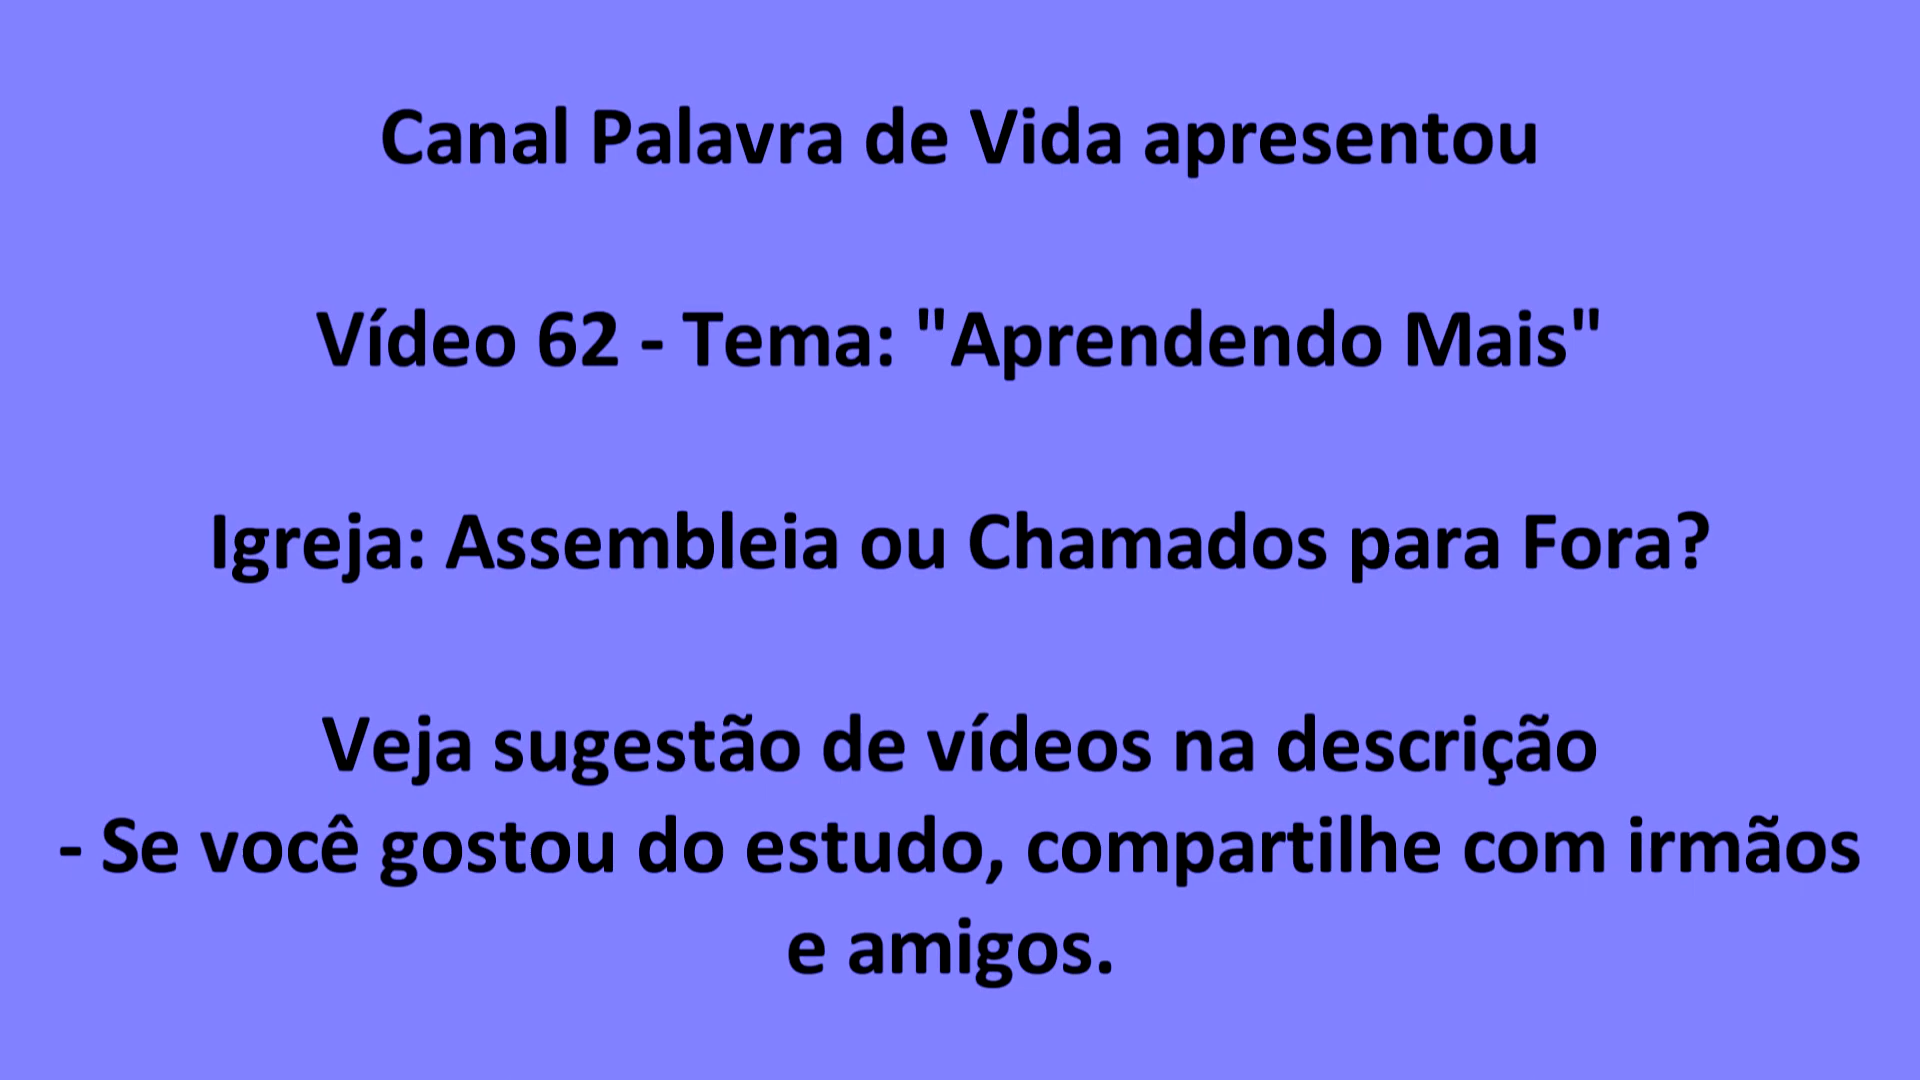 Canal Palavra de Vida apresentou
Vídeo 62 - Tema: "Aprendendo Mais"
Igreja: Assembleia ou Chamados para Fora?
Veja sugestão de vídeos na descrição
- Se você gostou do estudo, compartilhe com irmãos
e amigos.